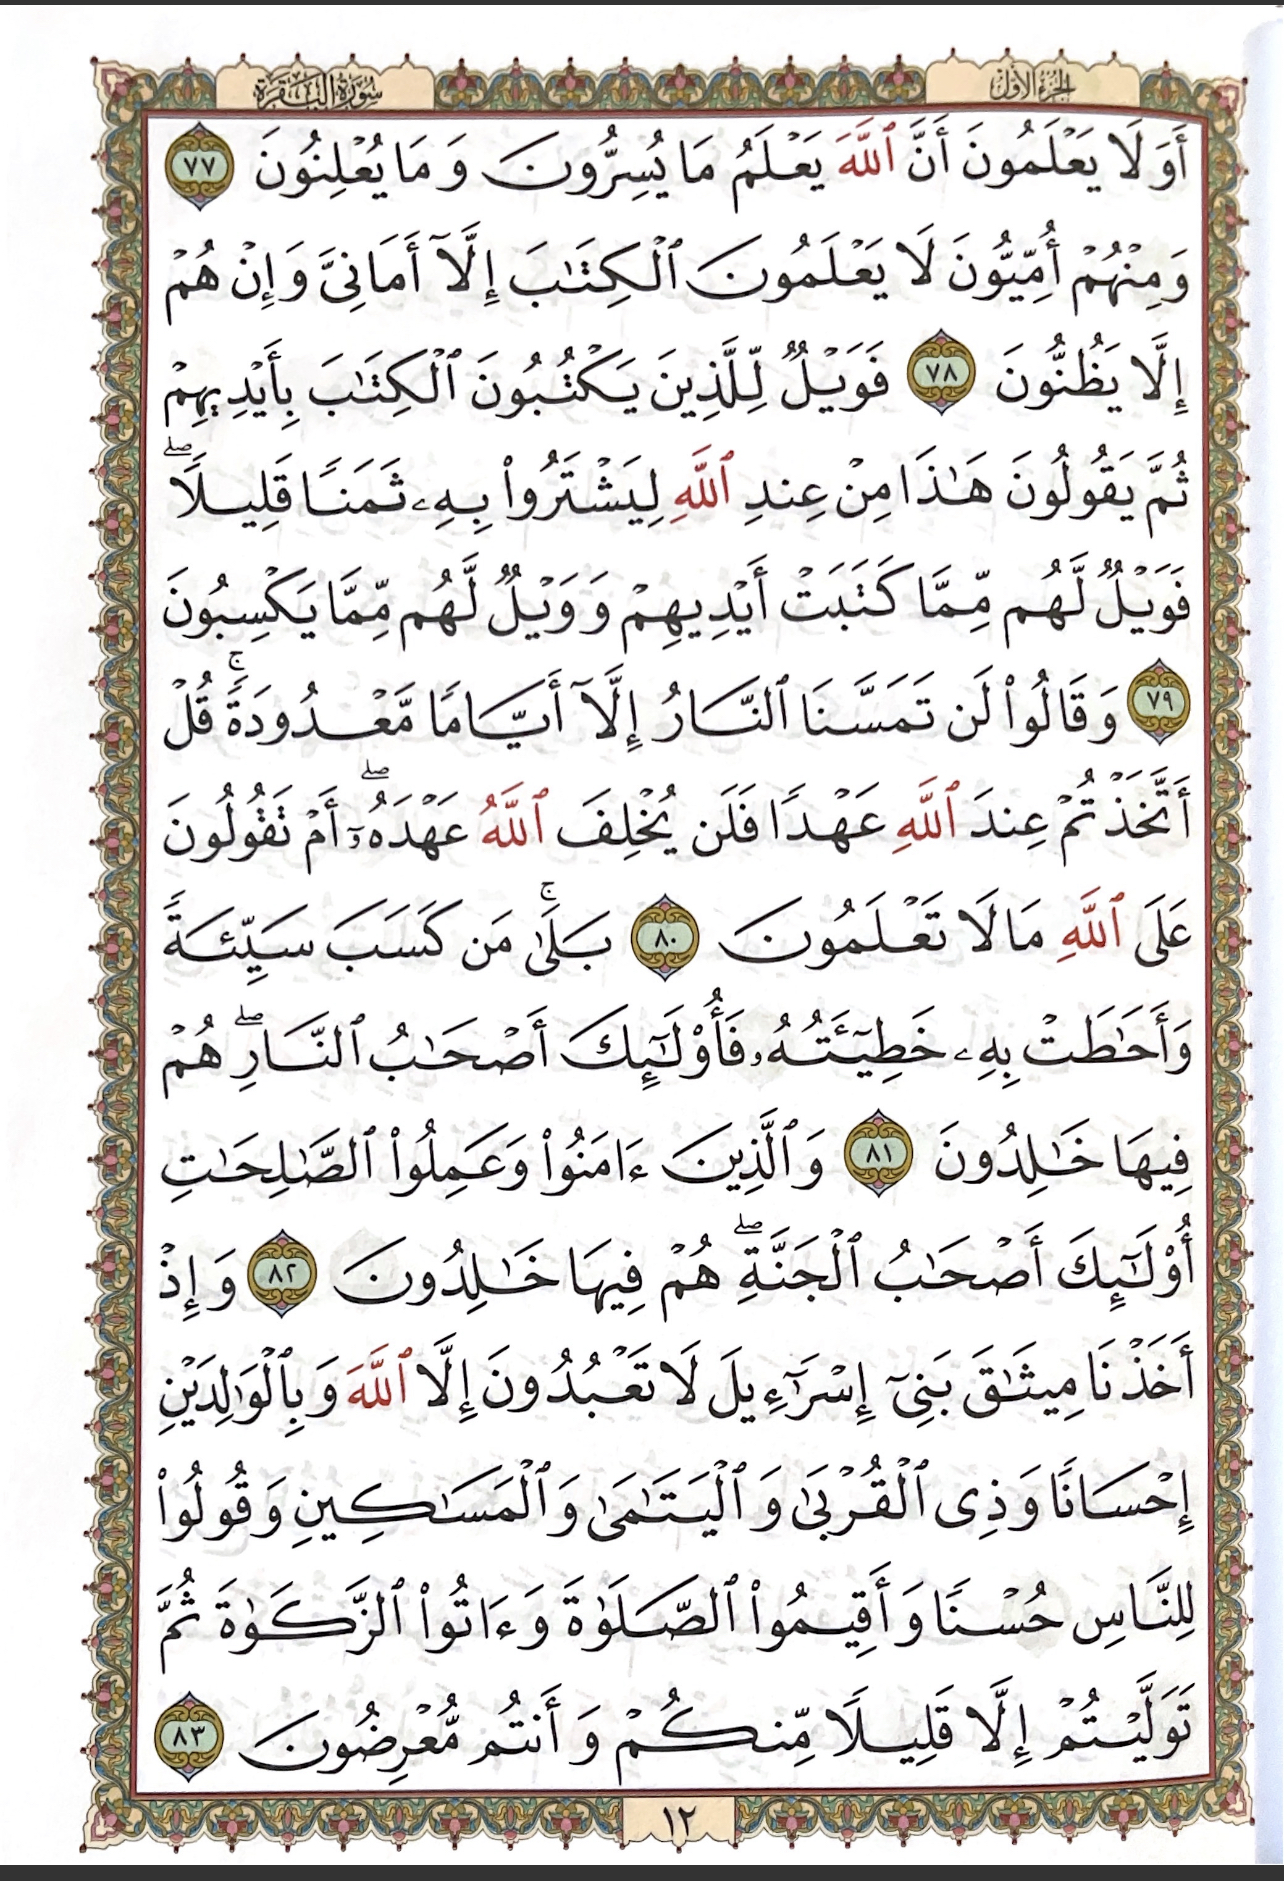 الجزء الأول
سورة البقرة
أَوَلَا يَعْلَمُونَ أَنَّ ٱللَّهَ يَعْلَمُ مَا يُسِرُّونَ وَمَا يُعْلِنُونَ ٧٧
وَمِنْهُمْ أُمِّيُّونَ لَا يَعْلَمُونَ ٱلْكِتَـٰبَ إِلَّآ أَمَانِىَّ وَإِنْ هُمْ
إِلَّا يَظُنُّونَ ٧٨ فَوَيْلٌ لِّلَّذِينَ يَكْتُبُونَ ٱلْكِتَـٰبَ بِأَيْدِيهِمْ
ثُمَّ يَقُولُونَ هَـٰذَا مِنْ عِندِ ٱللَّهِ لِيَشْتَرُوا۟ بِهِۦ ثَمَنًا قَلِيلًا ۖ
فَوَيْلٌ لَّهُم مِّمَّا كَتَبَتْ أَيْدِيهِمْ وَوَيْلٌ لَّهُم مِّمَّا يَكْسِبُونَ
٧٩ وَقَالُوا۟ لَن تَمَسَّنَا ٱلنَّارُ إِلَّآ أَيَّامًا مَّعْدُودَةً ۚ قُلْ
أَتَّخَذْتُمْ عِندَ ٱللَّهِ عَهْدًا فَلَن يُخْلِفَ ٱللَّهُ عَهْدَهُۥٓ ۖ أَمْ تَقُولُونَ
عَلَى ٱللَّهِ مَا لَا تَعْلَمُونَ ٨٠ بَلَىٰ ۚ مَن كَسَبَ سَيِّئَةً
وَأَحَـٰطَتْ بِهِۦ خَطِيٓـَٔتُهُۥ فَأُو۟لَـٰٓئِكَ أَصْحَـٰبُ ٱلنَّارِ ۖ هُمْ
فِيهَا خَـٰلِدُونَ ٨١ وَٱلَّذِينَ ءَامَنُوا۟ وَعَمِلُوا۟ ٱلصَّـٰلِحَـٰتِ
أُو۟لَـٰٓئِكَ أَصْحَـٰبُ ٱلْجَنَّةِ ۖ هُمْ فِيهَا خَـٰلِدُونَ ٨٢ وَإِذْ
أَخَذْنَا مِيثَـٰقَ بَنِىٓ إِسْرَٰٓءِيلَ لَا تَعْبُدُونَ إِلَّا ٱللَّهَ وَبِٱلْوَٰلِدَيْنِ
إِحْسَانًا وَذِى ٱلْقُرْبَىٰ وَٱلْيَتَـٰمَىٰ وَٱلْمَسَـٰكِينِ وَقُولُوا۟
لِلنَّاسِ حُسْنًا وَأَقِيمُوا۟ ٱلصَّلَوٰةَ وَءَاتُوا۟ ٱلزَّكَوٰةَ ثُمَّ
تَوَلَّيْتُمْ إِلَّا قَلِيلًا مِّنكُمْ وَأَنتُم مُّعْرِضُونَ ٨٣
١٢